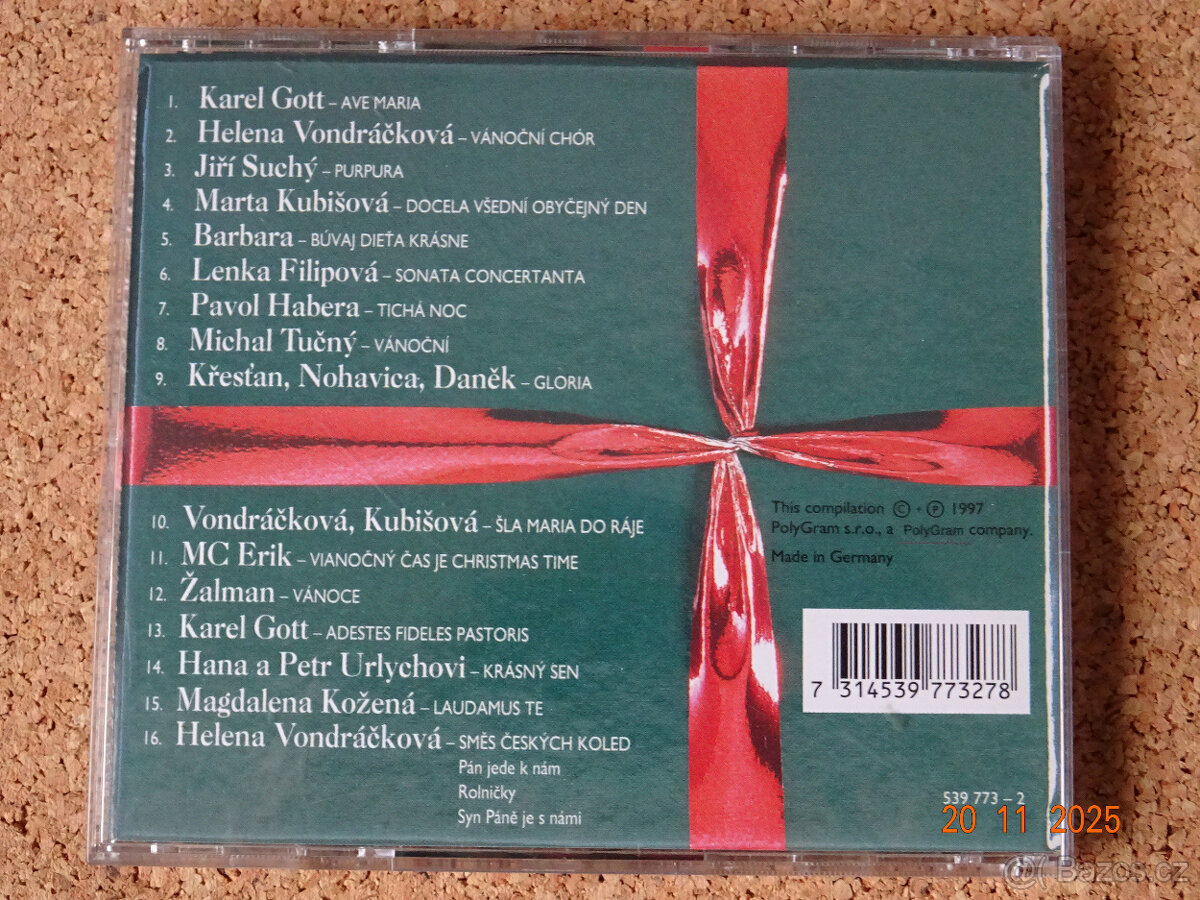 1. Karel Gott – AVE MARIA
2. Helena Vondráčková – VÁNOČNÍ CHÓR
3. Jiří Suchý – PURPURA
4. Marta Kubišová – DOCELA VŠEDNÍ OBYČEJNÝ DEN
5. Barbara – BÚVAJ DIEŤA KRÁSNE
6. Lenka Filipová – SONATA CONCERTANTA
7. Pavol Habera – TICHÁ NOC
8. Michal Tučný – VÁNOČNÍ
9. Křesťan, Nohavica, Daněk – GLORIA
10. Vondráčková, Kubišová – ŠLA MARIA DO RÁJE
11. MC Erik – VIANOČNÝ ČAS JE CHRISTMAS TIME
12. Žalman – VÁNOCE
13. Karel Gott – ADESTES FIDELES PASTORIS
14. Hana a Petr Urlychovi – KRÁSNÝ SEN
15. Magdalena Kožená – LAUDAMUS TE
16. Helena Vondráčková – SMĚS ČESKÝCH KOLED
Pán jede k nám
Rolničky
Syn Páně je s námi
This compilation © + ℗ 1997
PolyGram s.r.o., a PolyGram company.
Made in Germany
7 314539 773278
539 773 – 2
20 11 2025
@ Bazos.cz